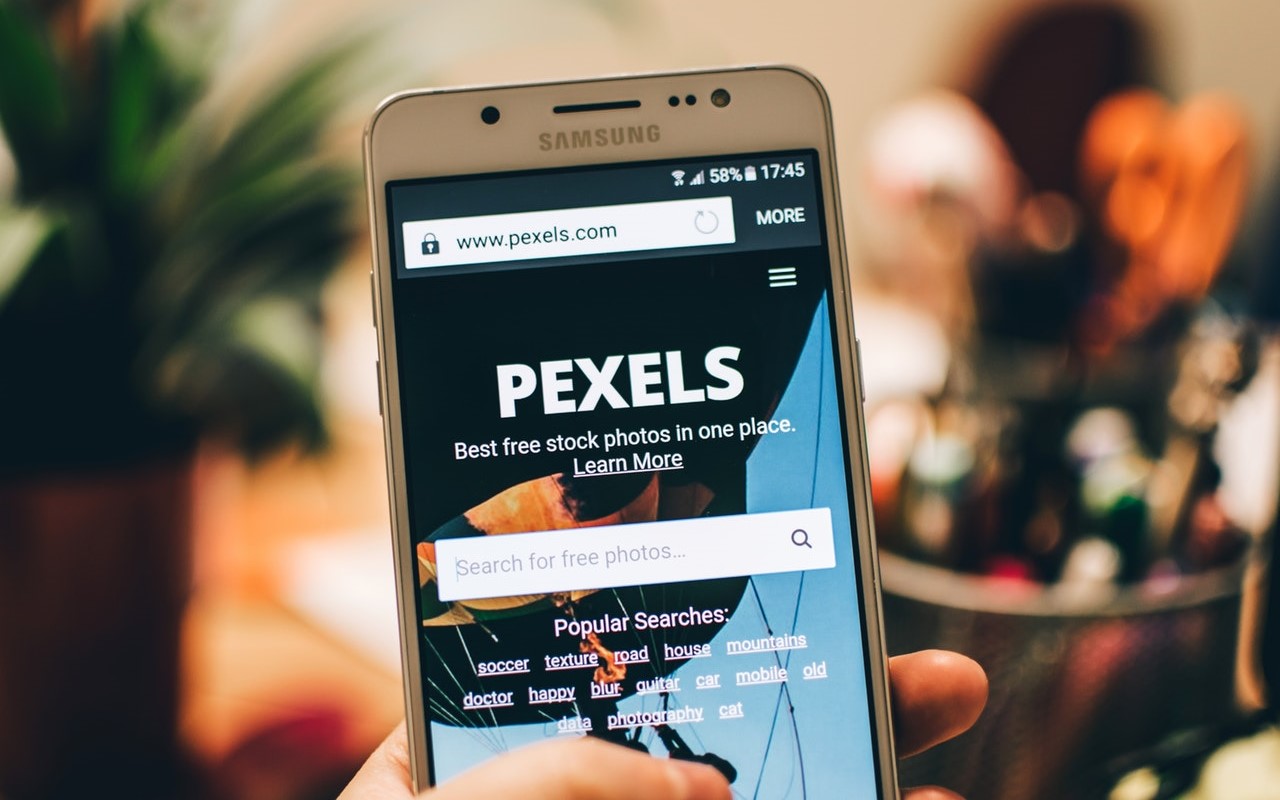 SAMSUNG
58% 17:45
www.pexels.com
MORE
PEXELS
Best free stock photos in one place.
Learn More
Search for free photos...
Popular Searches:
soccer texture road house mountains
doctor happy blur guitar car mobile old
data photography cat